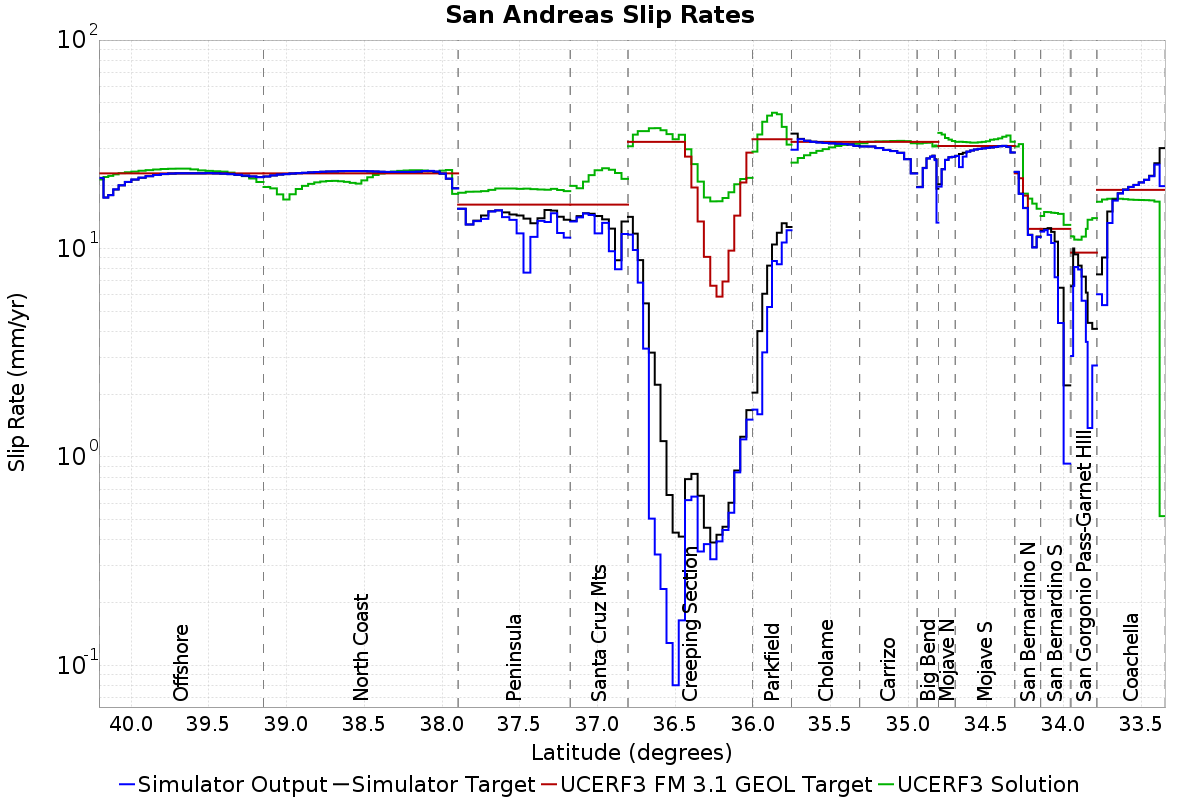 San Andreas Slip Rates
Slip Rate (mm/yr)
10^2
10^1
10^0
10^-1
Offshore
North Coast
Peninsula
Santa Cruz Mts
Creeping Section
Parkfield
Cholame
Carrizo
Big Bend
Mojave N
Mojave S
San Bernardino N
San Bernardino S
San Gorgonio Pass-Garnet HIll
Coachella
40.0 39.5 39.0 38.5 38.0 37.5 37.0 36.5 36.0 35.5 35.0 34.5 34.0 33.5
Latitude (degrees)
Simulator Output Simulator Target UCERF3 FM 3.1 GEOL Target UCERF3 Solution